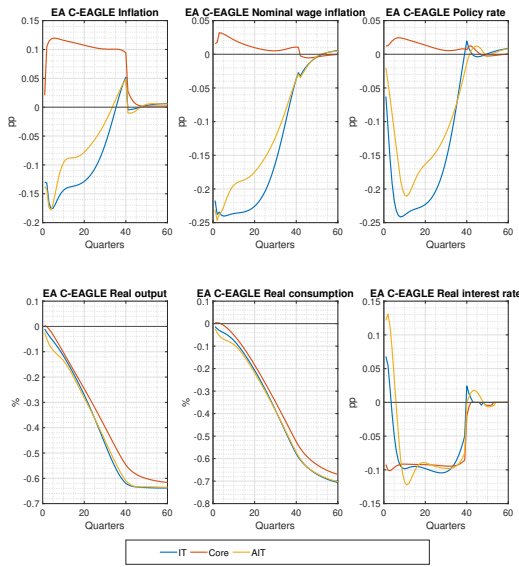 EA C-EAGLE Inflation
EA C-EAGLE Nominal wage inflation
EA C-EAGLE Policy rate
0.15
0.1
0.05
0
-0.05
-0.1
-0.15
-0.2
pp
0 20 40 60
Quarters
0.05
0
-0.05
-0.1
-0.15
-0.2
-0.25
0 20 40 60
Quarters
0.1
0.05
0
-0.05
-0.1
-0.15
-0.2
-0.25
0 20 40 60
Quarters
EA C-EAGLE Real output
EA C-EAGLE Real consumption
EA C-EAGLE Real interest rate
0.1
0
-0.1
-0.2
-0.3
-0.4
-0.5
-0.6
-0.7
%
0 20 40 60
Quarters
0.1
0
-0.1
-0.2
-0.3
-0.4
-0.5
-0.6
-0.7
-0.8
%
0 20 40 60
Quarters
0.15
0.1
0.05
0
-0.05
-0.1
-0.15
pp
0 20 40 60
Quarters
IT Core AIT